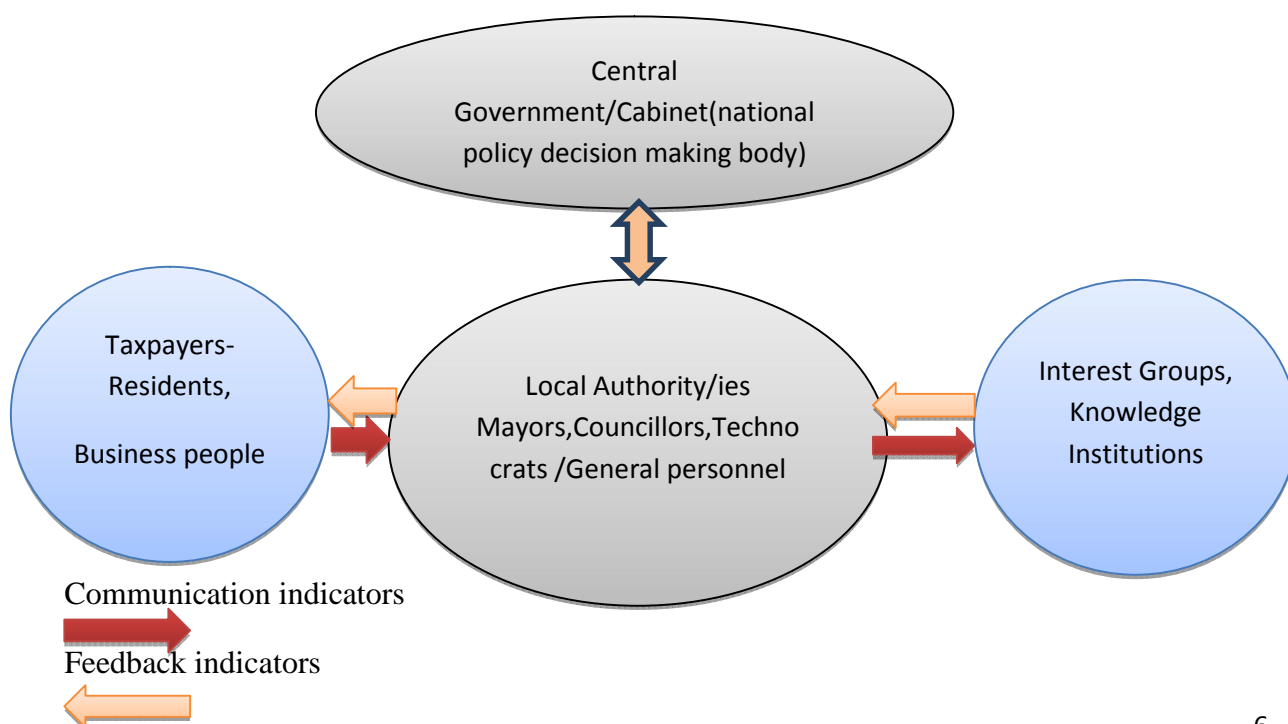 Central
Government/Cabinet(national
policy decision making body)
Taxpayers-
Residents,
Business people
Local Authority/ies
Mayors,Councillors,Techno
crats /General personnel
Interest Groups,
Knowledge
Institutions
Communication indicators
Feedback indicators
6